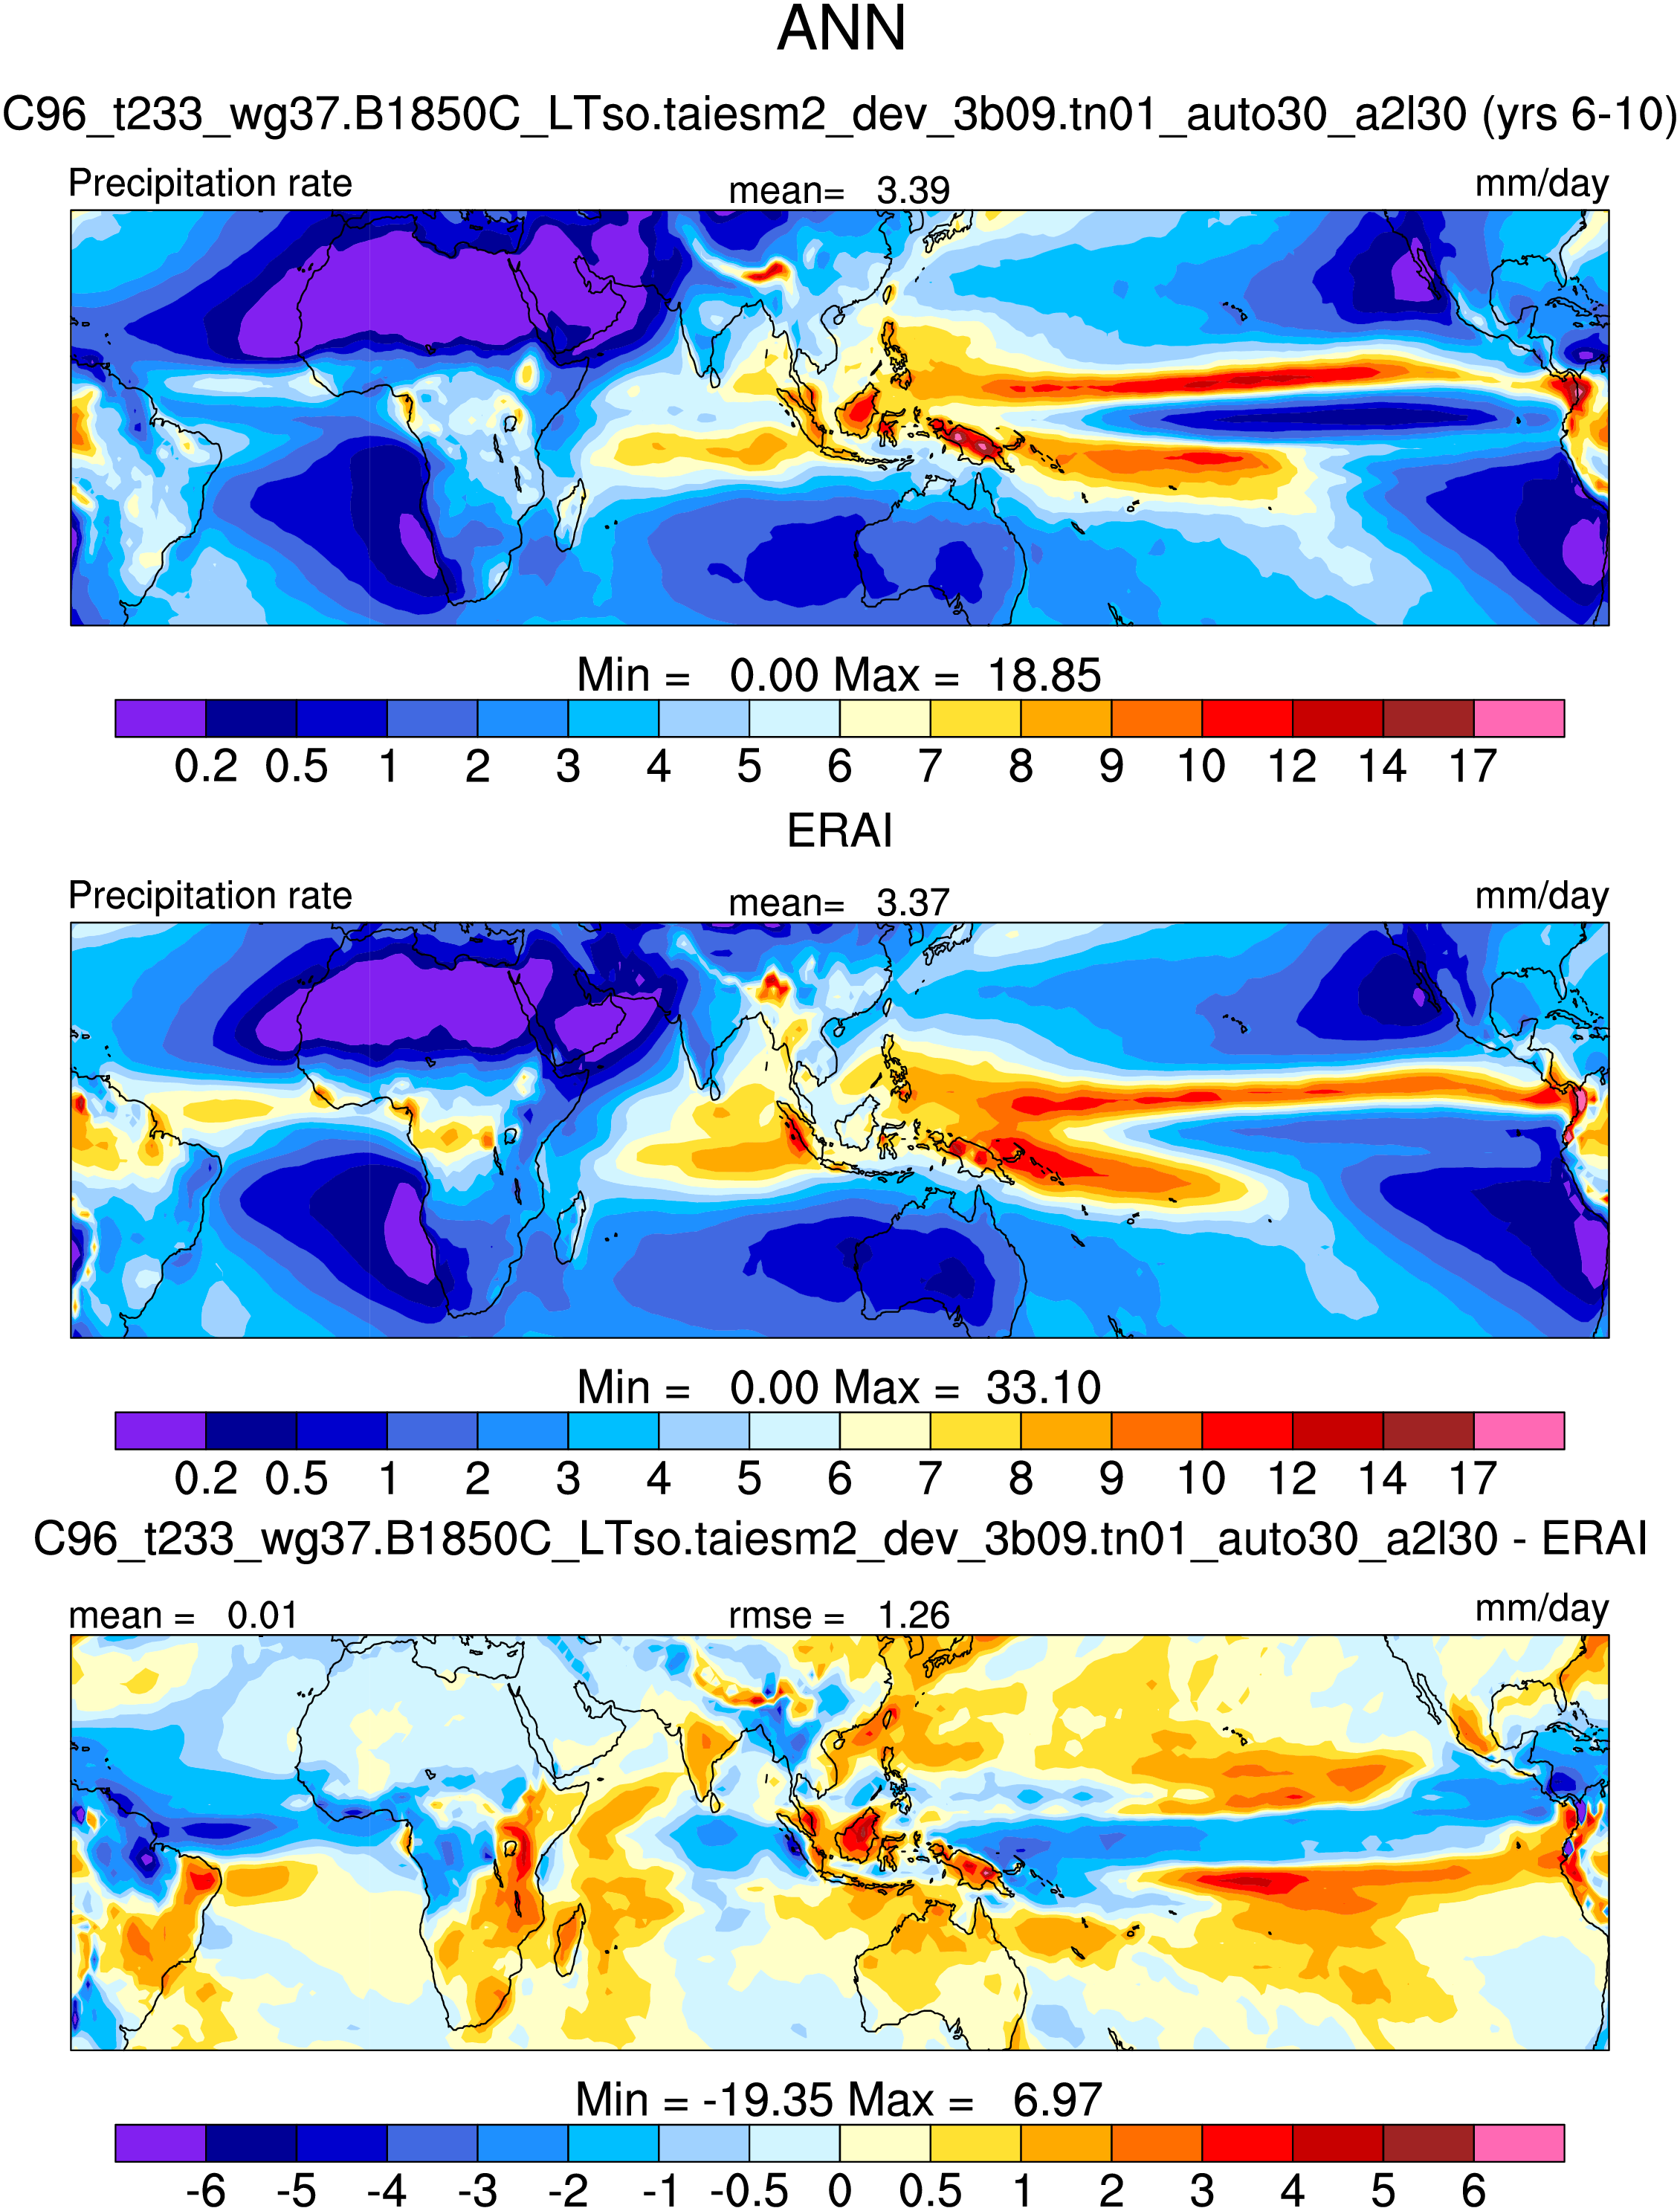 ANN
C96_t233_wg37.B1850C_LTso.taiesm2_dev_3b09.tn01_auto30_a2l30 (yrs 6-10)
Precipitation rate mean= 3.39 mm/day
Min = 0.00 Max = 18.85
0.2 0.5 1 2 3 4 5 6 7 8 9 10 12 14 17
ERAI
Precipitation rate mean= 3.37 mm/day
Min = 0.00 Max = 33.10
0.2 0.5 1 2 3 4 5 6 7 8 9 10 12 14 17
C96_t233_wg37.B1850C_LTso.taiesm2_dev_3b09.tn01_auto30_a2l30 - ERAI
mean = 0.01 rmse = 1.26 mm/day
Min = -19.35 Max = 6.97
-6 -5 -4 -3 -2 -1 -0.5 0 0.5 1 2 3 4 5 6